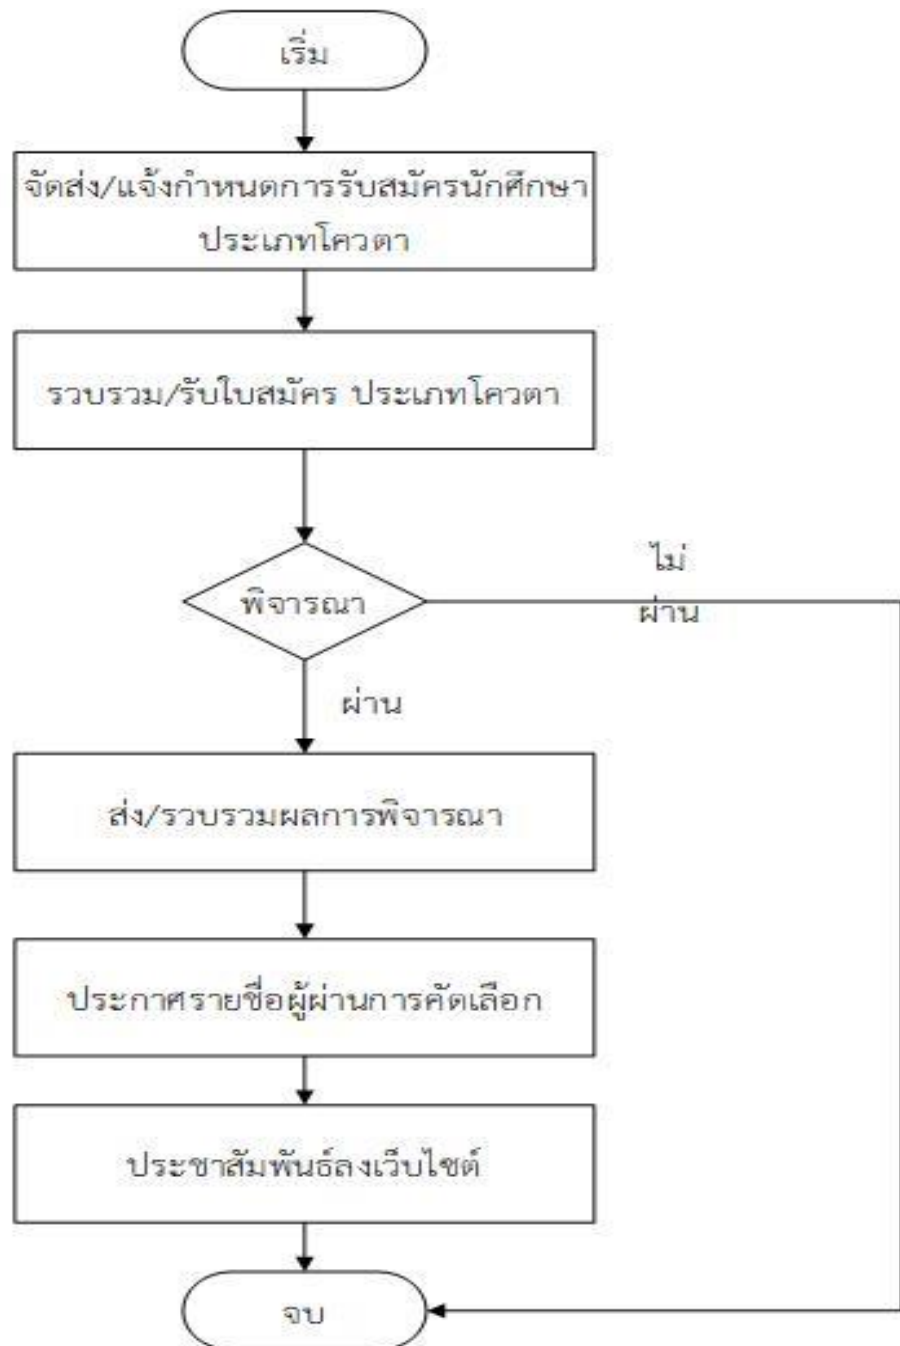 เริ่ม
จัดส่ง/แจ้งกำหนดการรับสมัครนักศึกษา
ประเภทโควตา
รวบรวม/รับใบสมัคร ประเภทโควตา
พิจารณา
ไม่
ผ่าน
ผ่าน
ส่ง/รวบรวมผลการพิจารณา
ประกาศรายชื่อผู้ผ่านการคัดเลือก
ประชาสัมพันธ์ลงเว็บไซต์
จบ